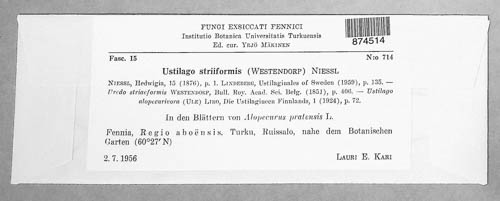 FUNGI EXSICCATI FENNICI
Instituto Botanica Universitatis Turkuensis
Ed. cur. YRJÖ MÄKINEN
874514
Fasc. 15
N:o 714
Ustilago striiformis (WESTENDORP) NIESSL
NIESSL, Hedwigia, 15 (1876), p. 1. LINDEBERG, Ustilaginales of Sweden (1959), p. 135. —
Uredo striaeformis WESTENDORP, Bull. Roy. Acad. Sci. Belg. (1851), p. 406. — Ustilago
alopecurivora (ULE) LIRO, Die Ustilagineen Finnlands, 1 (1924), p. 72.
In den Blättern von Alopecurus pratensis L.
Fennia, Regio aboënsis. Turku, Ruissalo, nahe dem Botanischen
Garten (60°27′ N)
2. 7. 1956
LAURI E. KARI